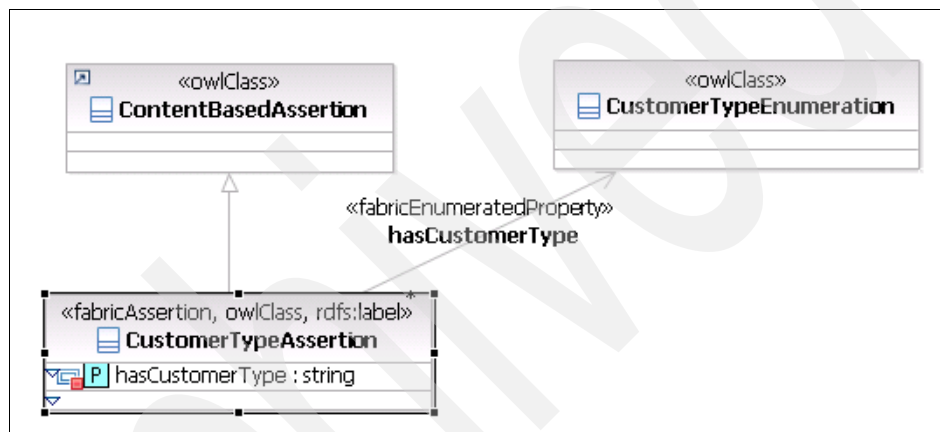 «owlClass»
ContentBasedAssertion
«owlClass»
CustomerTypeEnumeration
«fabricEnumeratedProperty»
hasCustomerType
*
«fabricAssertion, owlClass, rdfs:label»
CustomerTypeAssertion
P hasCustomerType : string